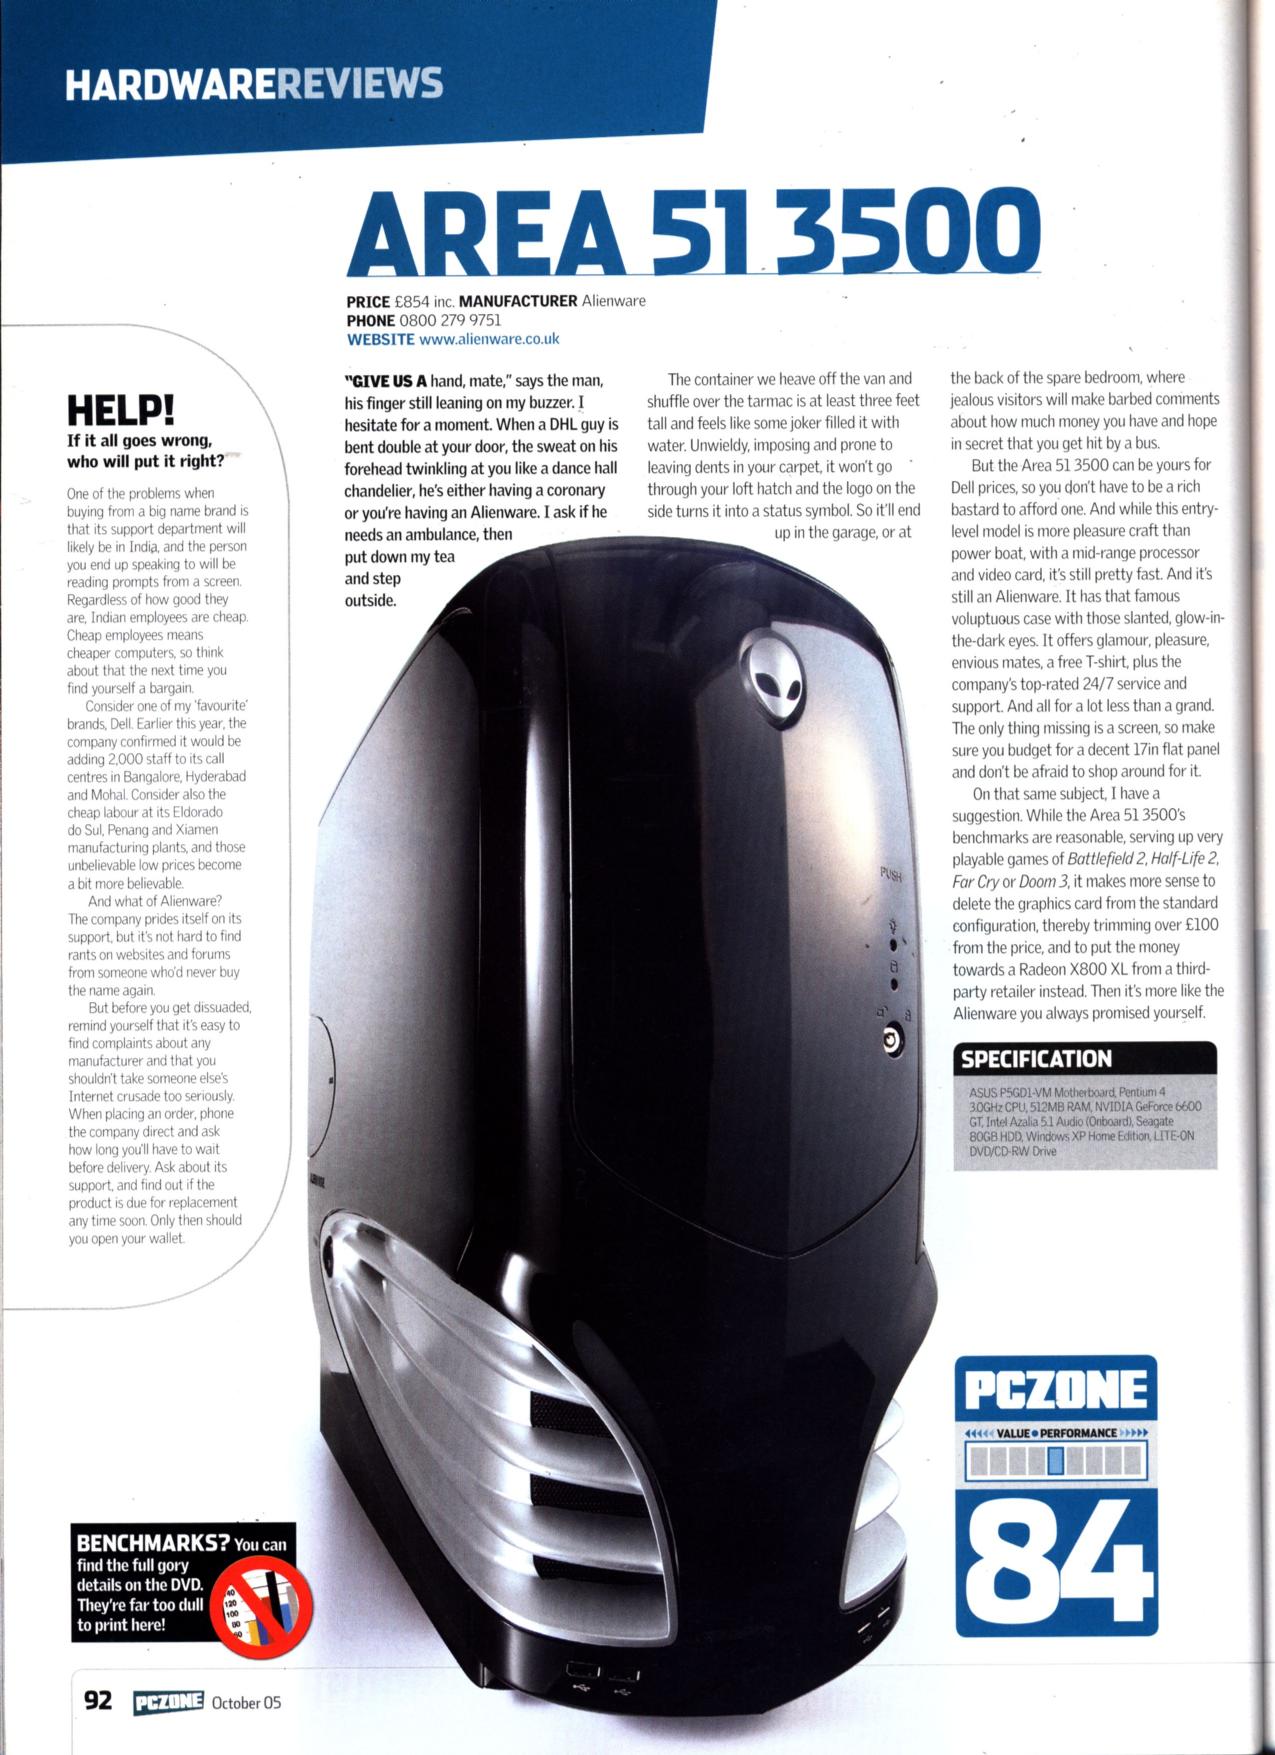 HARDWAREREVIEWS
AREA 51 3500
PRICE £854 inc. MANUFACTURER Alienware
PHONE 0800 279 9751
WEBSITE www.alienware.co.uk
HELP!
If it all goes wrong,
who will put it right?
One of the problems when
buying from a big name brand is
that its support department will
likely be in India, and the person
you end up speaking to will be
reading prompts from a screen.
Regardless of how good they
are, Indian employees are cheap.
Cheap employees means
cheaper computers, so think
about that the next time you
find yourself a bargain.
Consider one of my 'favourite'
brands, Dell. Earlier this year, the
company confirmed it would be
adding 2,000 staff to its call
centres in Bangalore, Hyderabad
and Mohal. Consider also the
cheap labour at its Eldorado
do Sul, Penang and Xiamen
manufacturing plants, and those
unbelievable low prices become
a bit more believable.
And what of Alienware?
The company prides itself on its
support, but it's not hard to find
rants on websites and forums
from someone who'd never buy
the name again.
But before you get dissuaded,
remind yourself that it's easy to
find complaints about any
manufacturer and that you
shouldn't take someone else's
Internet crusade too seriously.
When placing an order, phone
the company direct and ask
how long you'll have to wait
before delivery. Ask about its
support, and find out if the
product is due for replacement
any time soon. Only then should
you open your wallet.
"GIVE US A hand, mate," says the man,
his finger still leaning on my buzzer. I
hesitate for a moment. When a DHL guy is
bent double at your door, the sweat on his
forehead twinkling at you like a dance hall
chandelier, he's either having a coronary
or you're having an Alienware. I ask if he
needs an ambulance, then
put down my tea
and step
outside.
The container we heave off the van and
shuffle over the tarmac is at least three feet
tall and feels like some joker filled it with
water. Unwieldy, imposing and prone to
leaving dents in your carpet, it won't go
through your loft hatch and the logo on the
side turns it into a status symbol. So it'll end
up in the garage, or at
the back of the spare bedroom, where
jealous visitors will make barbed comments
about how much money you have and hope
in secret that you get hit by a bus.
But the Area 51 3500 can be yours for
Dell prices, so you don't have to be a rich
bastard to afford one. And while this entry-
level model is more pleasure craft than
power boat, with a mid-range processor
and video card, it's still pretty fast. And it's
still an Alienware. It has that famous
voluptuous case with those slanted, glow-in-
the-dark eyes. It offers glamour, pleasure,
envious mates, a free T-shirt, plus the
company's top-rated 24/7 service and
support. And all for a lot less than a grand.
The only thing missing is a screen, so make
sure you budget for a decent 17in flat panel
and don't be afraid to shop around for it.
On that same subject, I have a
suggestion. While the Area 51 3500's
benchmarks are reasonable, serving up very
playable games of Battlefield 2, Half-Life 2,
Far Cry or Doom 3, it makes more sense to
delete the graphics card from the standard
configuration, thereby trimming over £100
from the price, and to put the money
towards a Radeon X800 XL from a third-
party retailer instead. Then it's more like the
Alienware you always promised yourself.
PUSH
SPECIFICATION
ASUS P5GD1-VM Motherboard, Pentium 4
3.0GHz CPU, 512MB RAM, NVIDIA GeForce 6600
GT, Intel Azalia 5.1 Audio (Onboard), Seagate
80GB HDD, Windows XP Home Edition, LITE-ON
DVD/CD-RW Drive
PCZONE
VALUE PERFORMANCE
84
BENCHMARKS? You can
find the full gory
details on the DVD.
They're far too dull
to print here!
92 PCZONE October 05